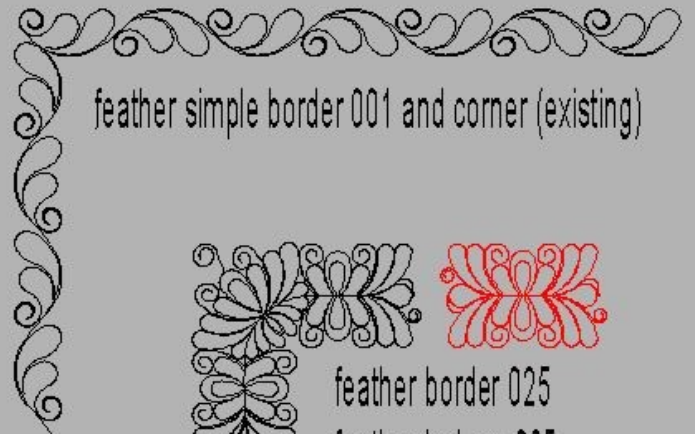 feather simple border 001 and corner (existing)
feather border 025